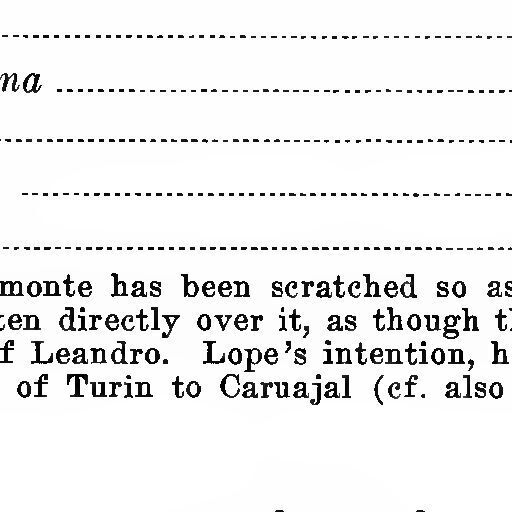 na ........................................
monte has been scratched so as
ten directly over it, as though t
f Leandro. Lope's intention, h
of Turin to Caruajal (cf. also